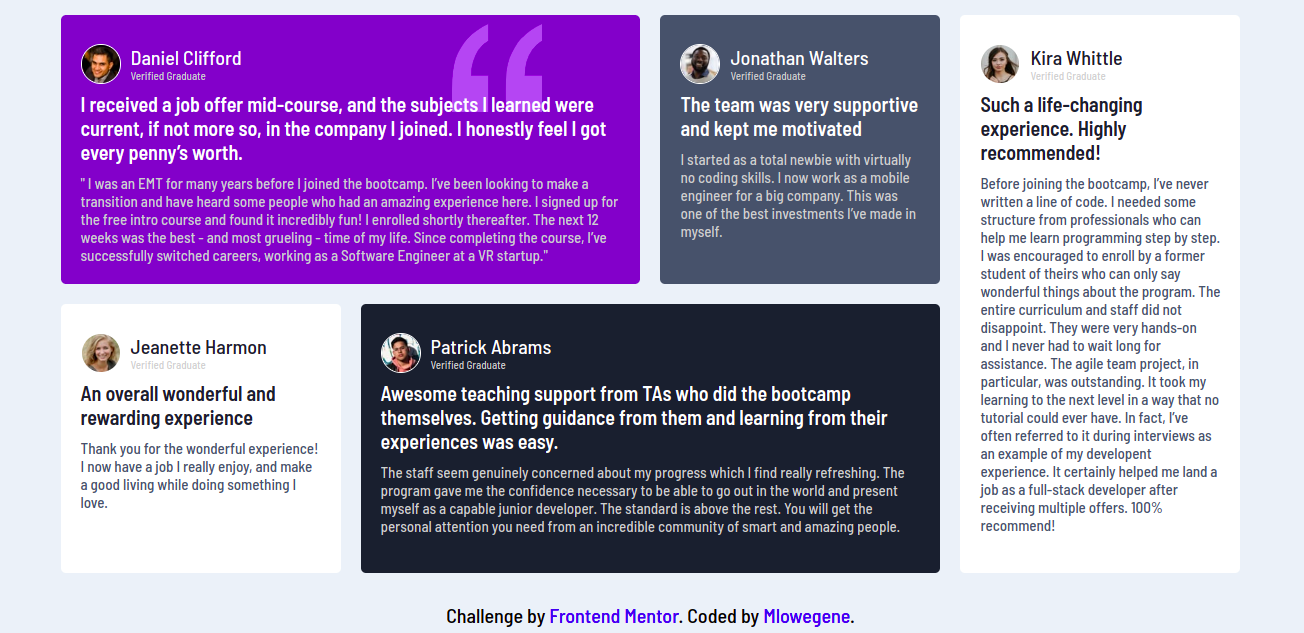 Daniel Clifford
Verified Graduate
I received a job offer mid-course, and the subjects I learned were
current, if not more so, in the company I joined. I honestly feel I got
every penny’s worth.
" I was an EMT for many years before I joined the bootcamp. I’ve been looking to make a
transition and have heard some people who had an amazing experience here. I signed up for
the free intro course and found it incredibly fun! I enrolled shortly thereafter. The next 12
weeks was the best - and most grueling - time of my life. Since completing the course, I’ve
successfully switched careers, working as a Software Engineer at a VR startup."
Jonathan Walters
Verified Graduate
The team was very supportive
and kept me motivated
I started as a total newbie with virtually
no coding skills. I now work as a mobile
engineer for a big company. This was
one of the best investments I’ve made in
myself.
Kira Whittle
Verified Graduate
Such a life-changing
experience. Highly
recommended!
Before joining the bootcamp, I’ve never
written a line of code. I needed some
structure from professionals who can
help me learn programming step by step.
I was encouraged to enroll by a former
student of theirs who can only say
wonderful things about the program. The
entire curriculum and staff did not
disappoint. They were very hands-on
and I never had to wait long for
assistance. The agile team project, in
particular, was outstanding. It took my
learning to the next level in a way that no
tutorial could ever have. In fact, I’ve
often referred to it during interviews as
an example of my developent
experience. It certainly helped me land a
job as a full-stack developer after
receiving multiple offers. 100%
recommend!
Jeanette Harmon
Verified Graduate
An overall wonderful and
rewarding experience
Thank you for the wonderful experience!
I now have a job I really enjoy, and make
a good living while doing something I
love.
Patrick Abrams
Verified Graduate
Awesome teaching support from TAs who did the bootcamp
themselves. Getting guidance from them and learning from their
experiences was easy.
The staff seem genuinely concerned about my progress which I find really refreshing. The
program gave me the confidence necessary to be able to go out in the world and present
myself as a capable junior developer. The standard is above the rest. You will get the
personal attention you need from an incredible community of smart and amazing people.
Challenge by Frontend Mentor. Coded by Mlowegene.